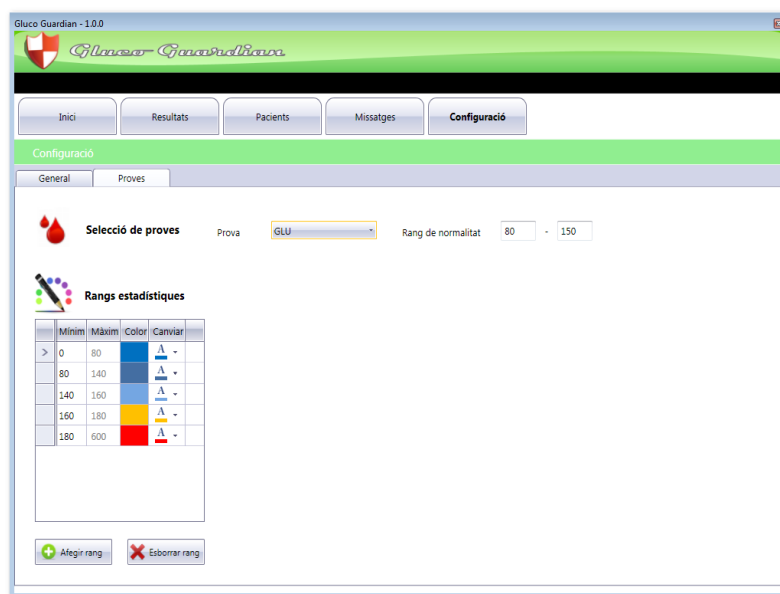 Gluco Guardian - 1.0.0
Gluco-Guardian
Inici Resultats Pacients Missatges Configuració
Configuració
General Proves
Selecció de proves Prova GLU Rang de normalitat 80 - 150
Rangs estadístiques
Mínim Màxim Color Canviar
> 0 80 A
80 140 A
140 160 A
160 180 A
180 600 A
Afegir rang Esborrar rang